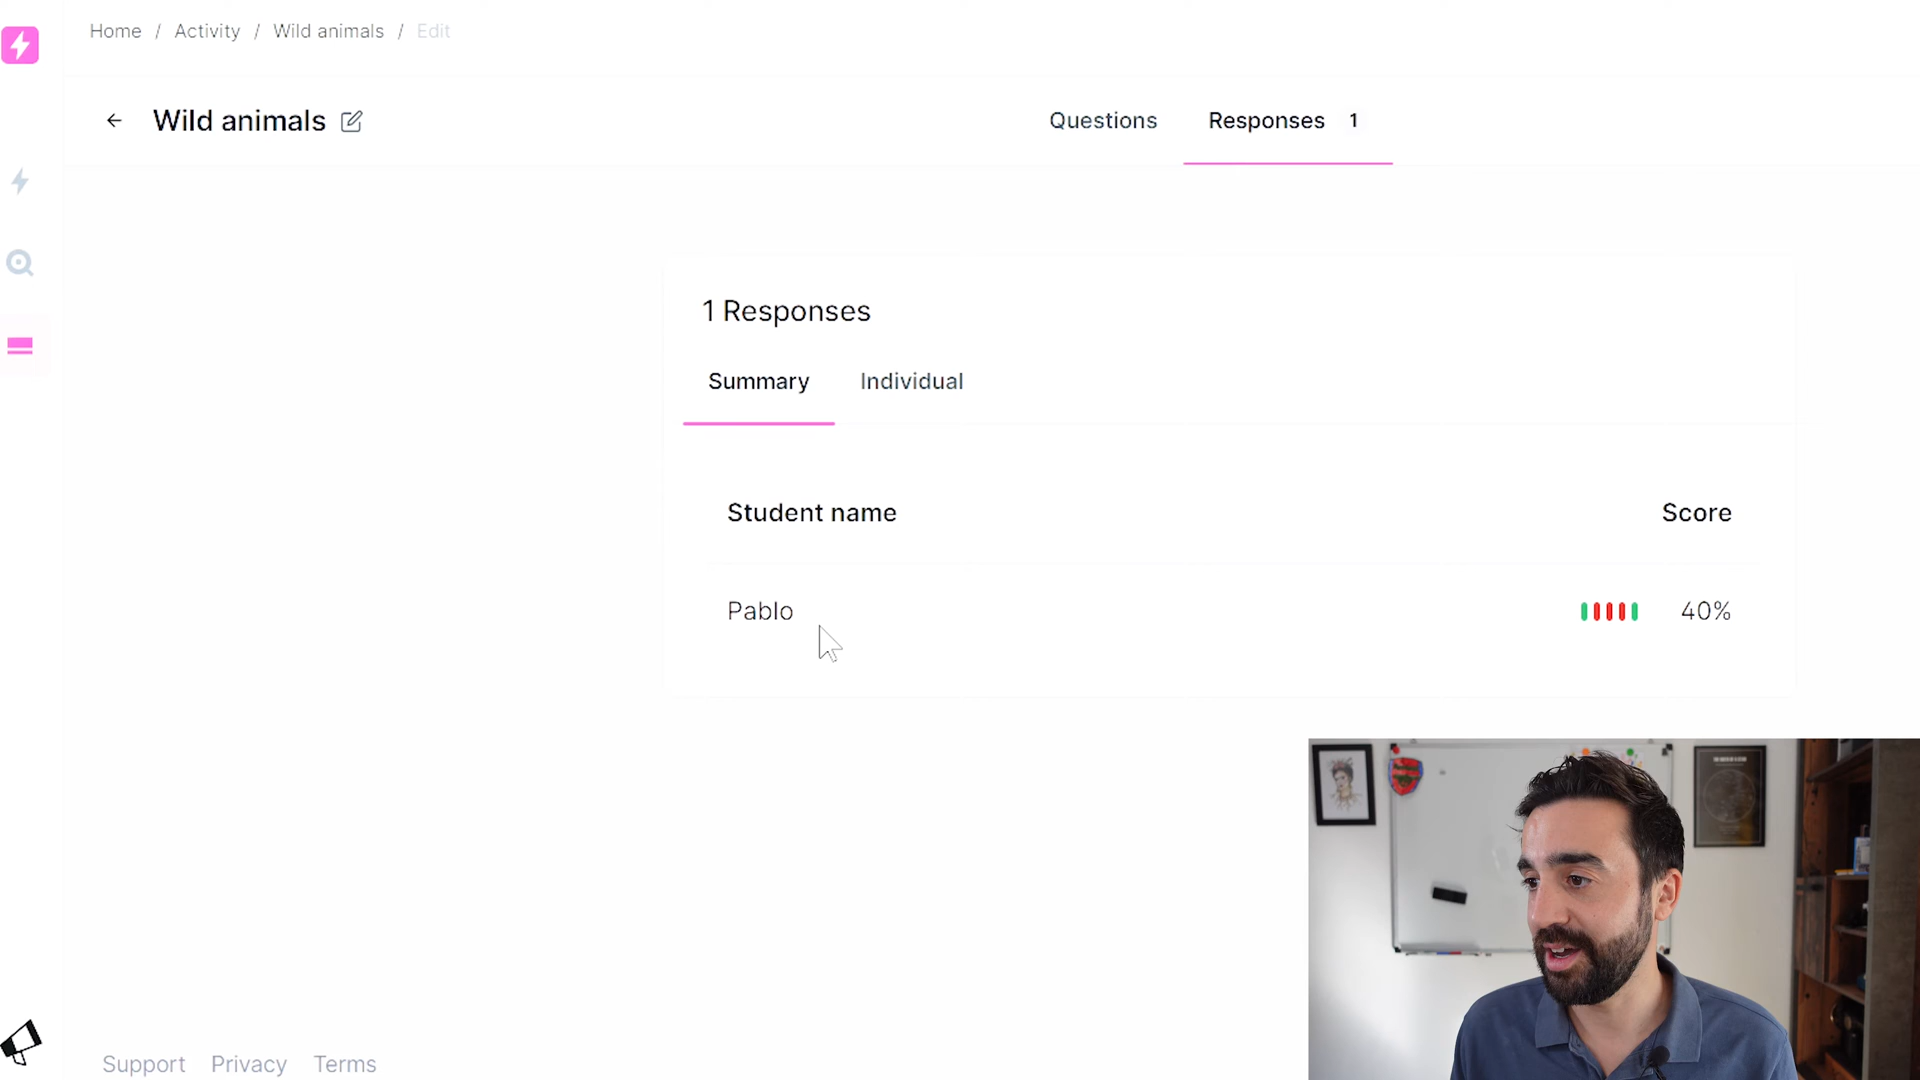 Home / Activity / Wild animals / Edit
Wild animals
Questions
Responses 1
1 Responses
Summary
Individual
Student name
Score
Pablo
40%
Support
Privacy
Terms